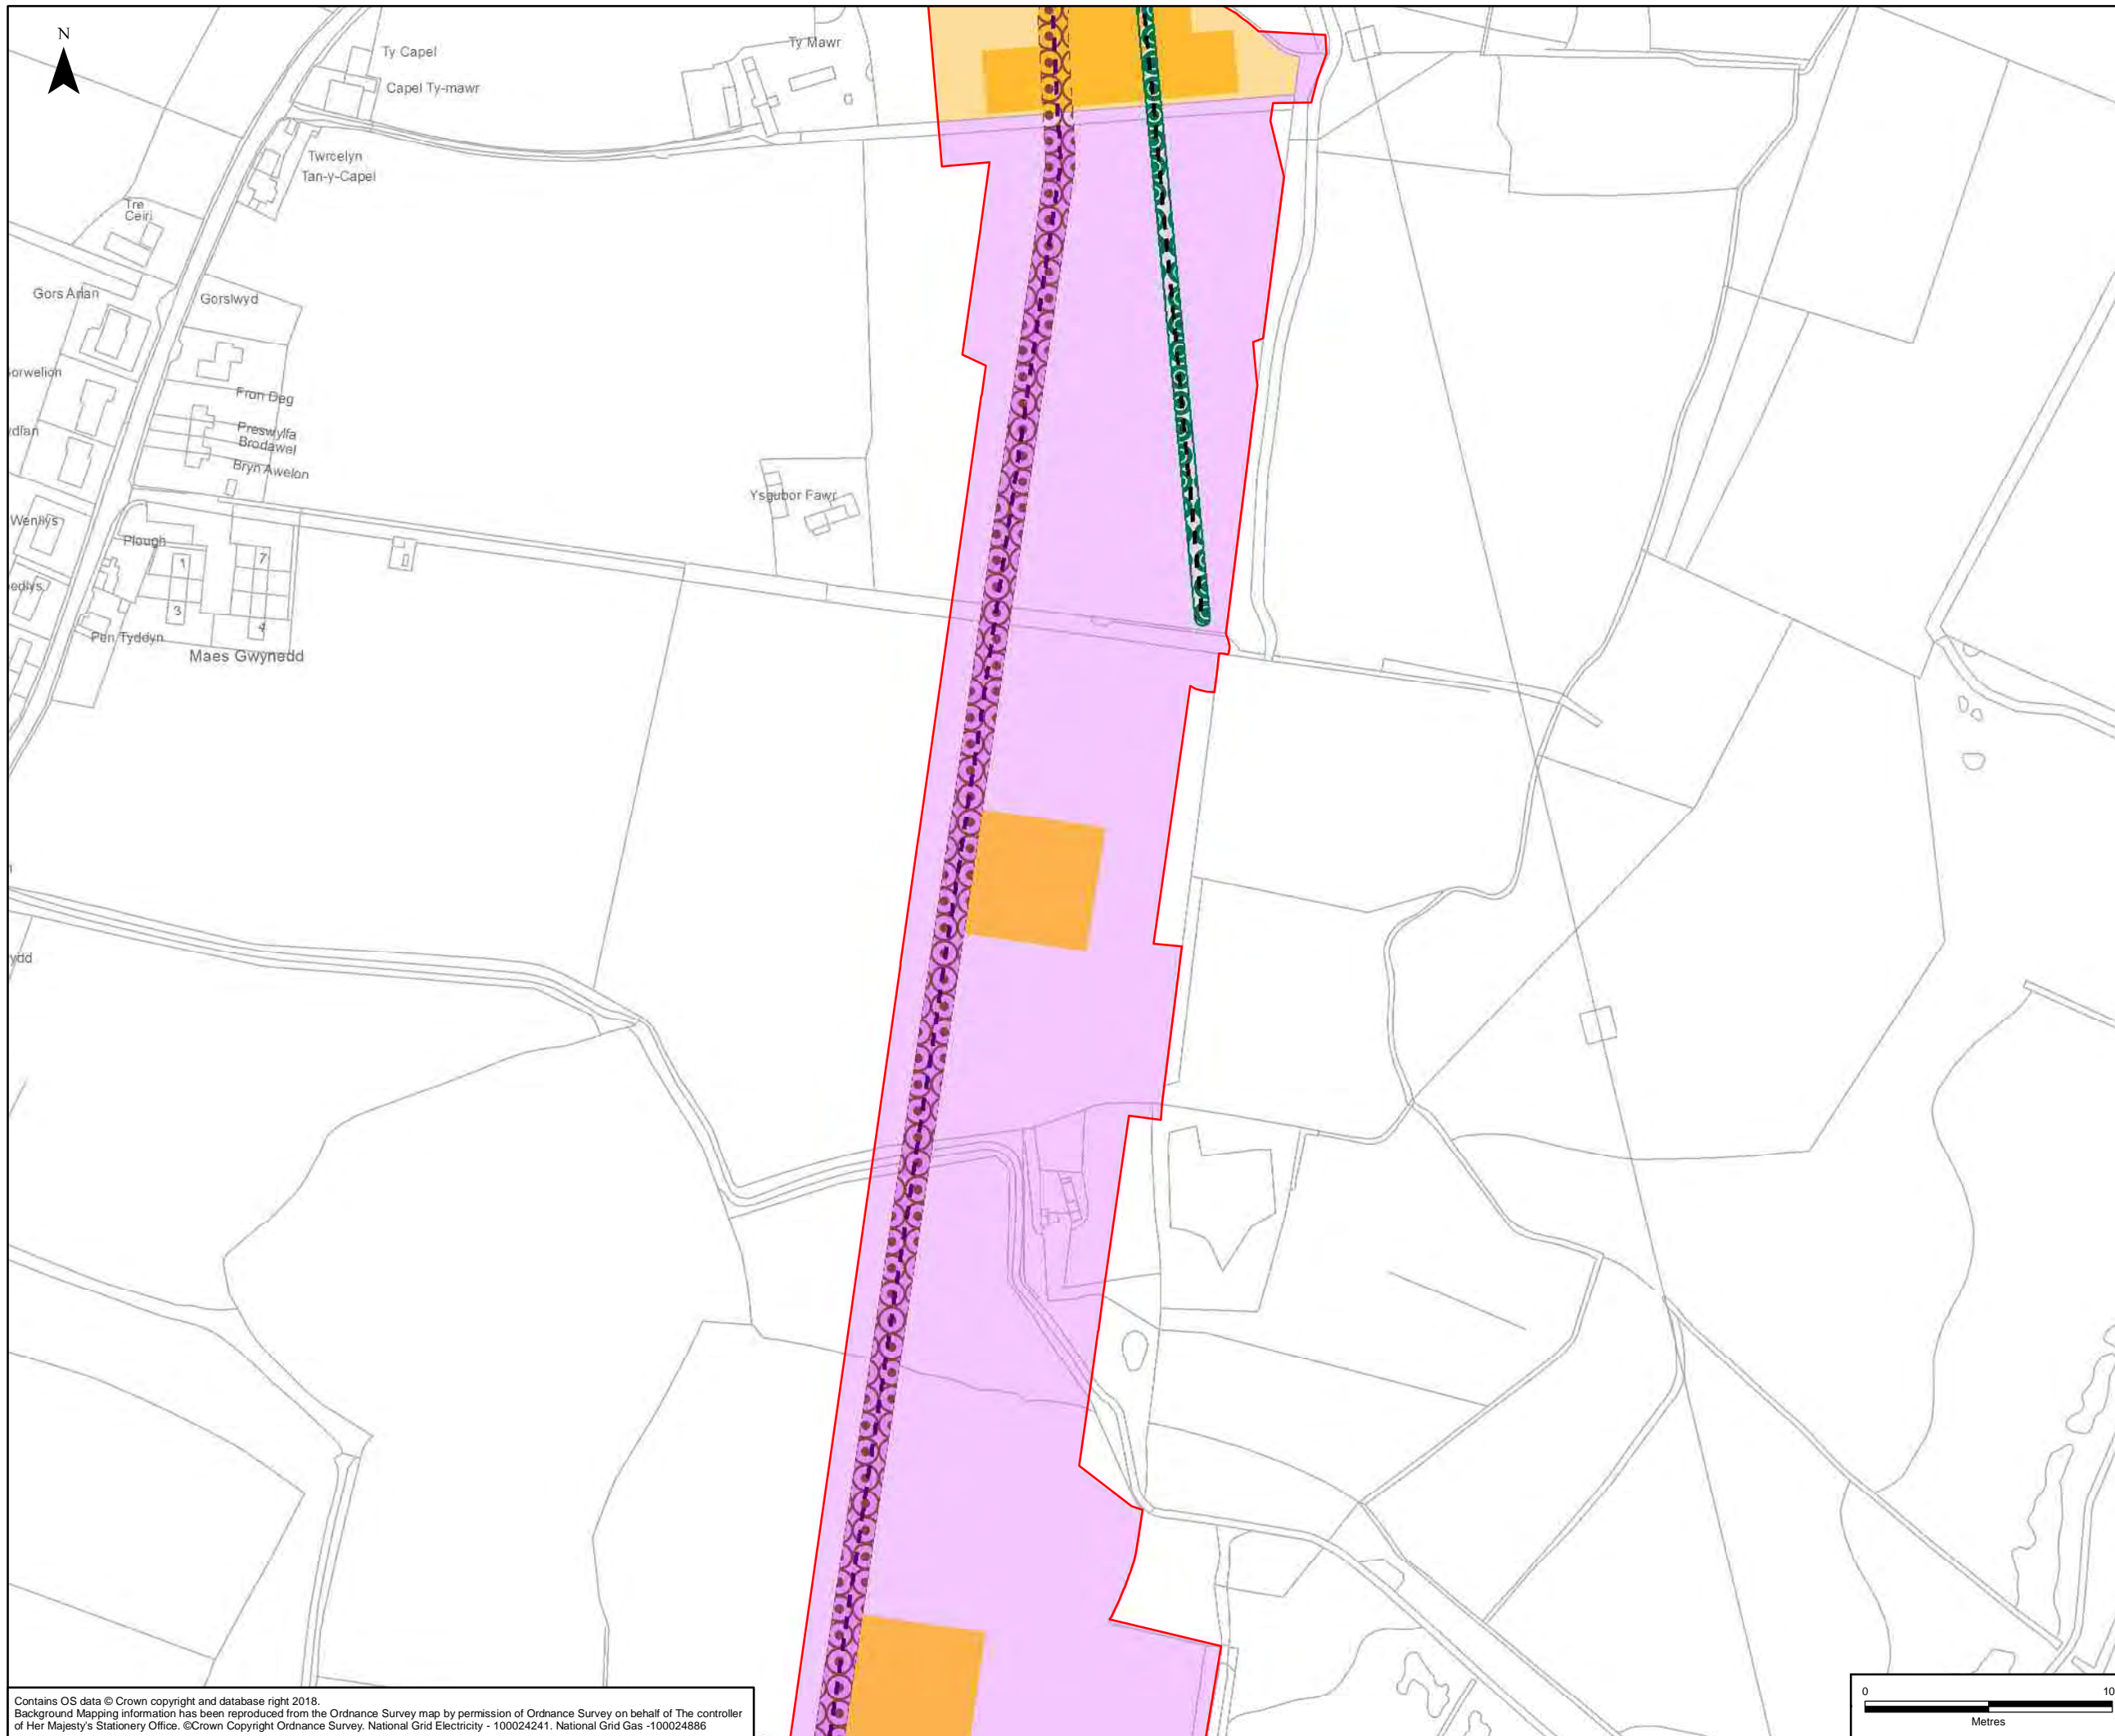 N
Ty Capel
Ty Mawr
Capel Ty-mawr
Twrcelyn
Tan-y-Capel
Tre
Ceiri
Gors Arian
Gorslwyd
orwelion
Fron Deg
Preswylfa
Brodawel
Bryn Awelon
Ysgubor Fawr
Wenllys
Plough
1
7
3
4
Pen Tyddyn
Maes Gwynedd
ydd
Contains OS data © Crown copyright and database right 2018.
Background Mapping information has been reproduced from the Ordnance Survey map by permission of Ordnance Survey on behalf of The controller
of Her Majesty's Stationery Office. ©Crown Copyright Ordnance Survey. National Grid Electricity - 100024241. National Grid Gas -100024886
0
10
Metres